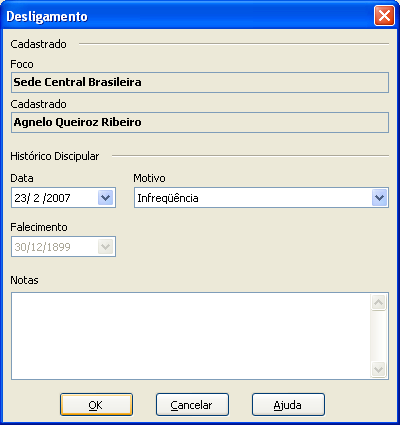 Desligamento
Cadastrado
Foco
Sede Central Brasileira
Cadastrado
Agnelo Queiroz Ribeiro
Histórico Discipular
Data Motivo
23/ 2 /2007 Infreqüência
Falecimento
30/12/1899
Notas
OK Cancelar Ajuda